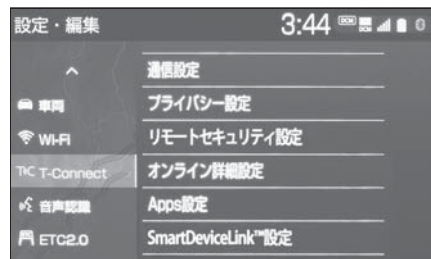 設定・編集
3:44
通信設定
車両
プライバシー設定
Wi-Fi
リモートセキュリティ設定
T-Connect
オンライン詳細設定
音声認識
Apps設定
ETC2.0
SmartDeviceLink™設定